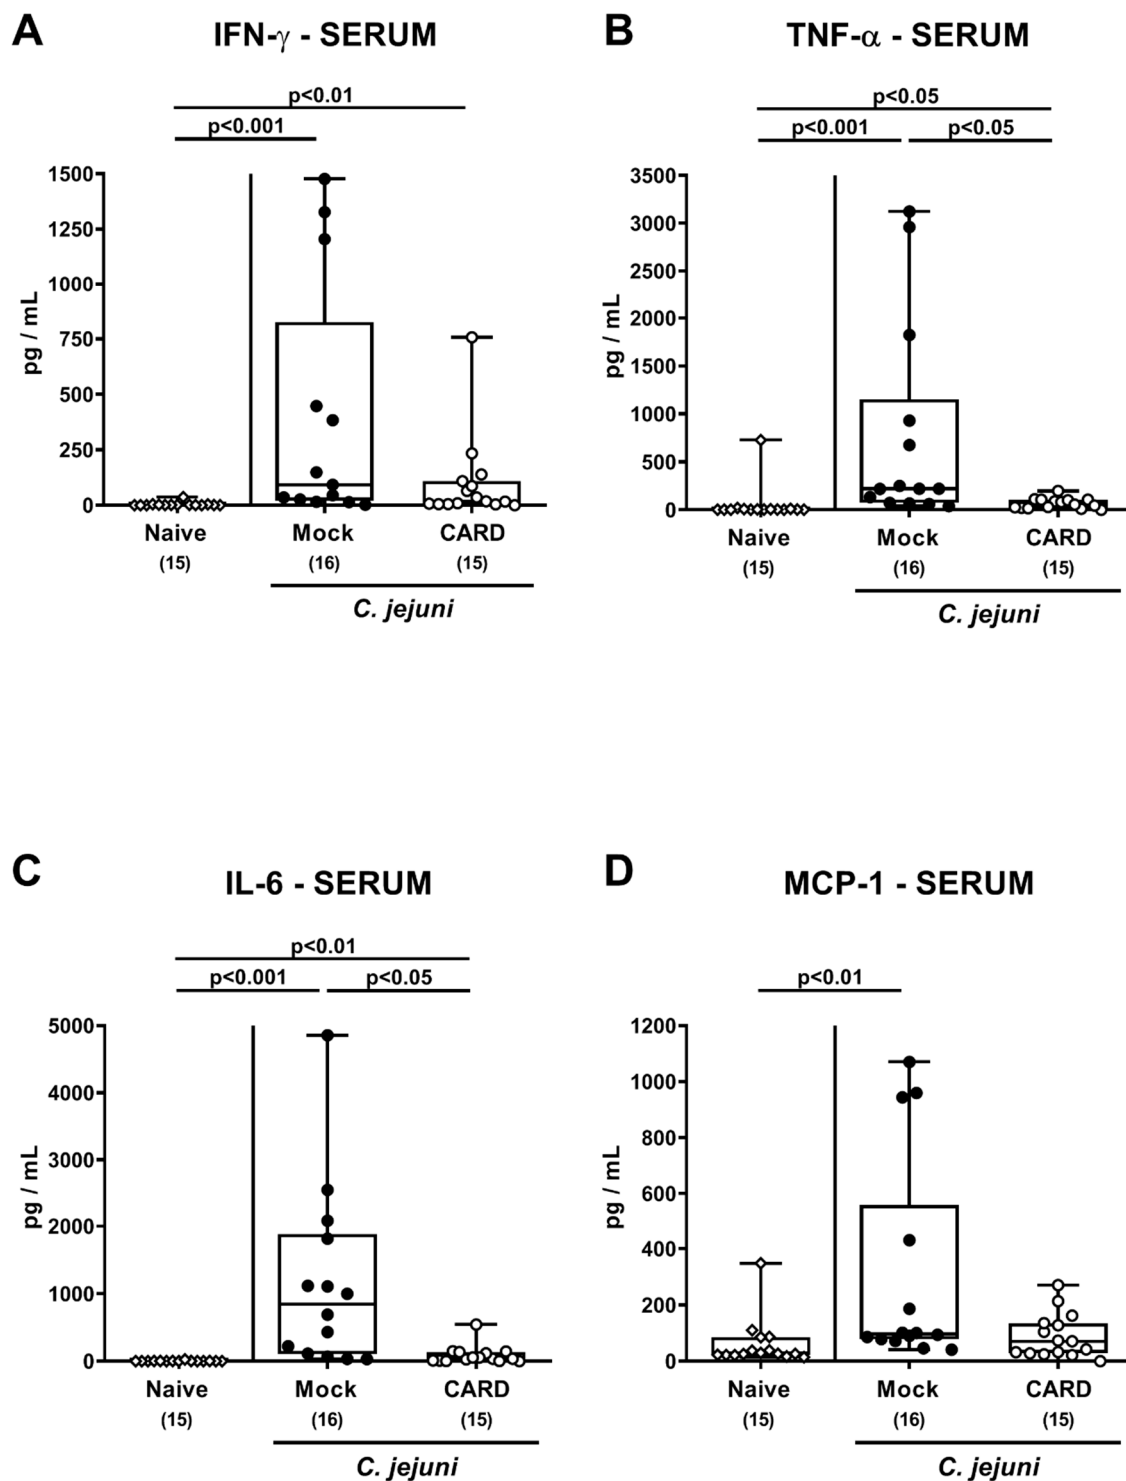 A
IFN-γ - SERUM
p<0.01
p<0.001
1500
1250
1000
750
500
250
0
pg / mL
Naive
Mock
CARD
(15)
(16)
(15)
C. jejuni
B
TNF-α - SERUM
p<0.05
p<0.001
p<0.05
3500
3000
2500
2000
1500
1000
500
0
pg / mL
Naive
Mock
CARD
(15)
(16)
(15)
C. jejuni
C
IL-6 - SERUM
p<0.01
p<0.001
p<0.05
5000
4000
3000
2000
1000
0
pg / mL
Naive
Mock
CARD
(15)
(16)
(15)
C. jejuni
D
MCP-1 - SERUM
p<0.01
1200
1000
800
600
400
200
0
pg / mL
Naive
Mock
CARD
(15)
(16)
(15)
C. jejuni